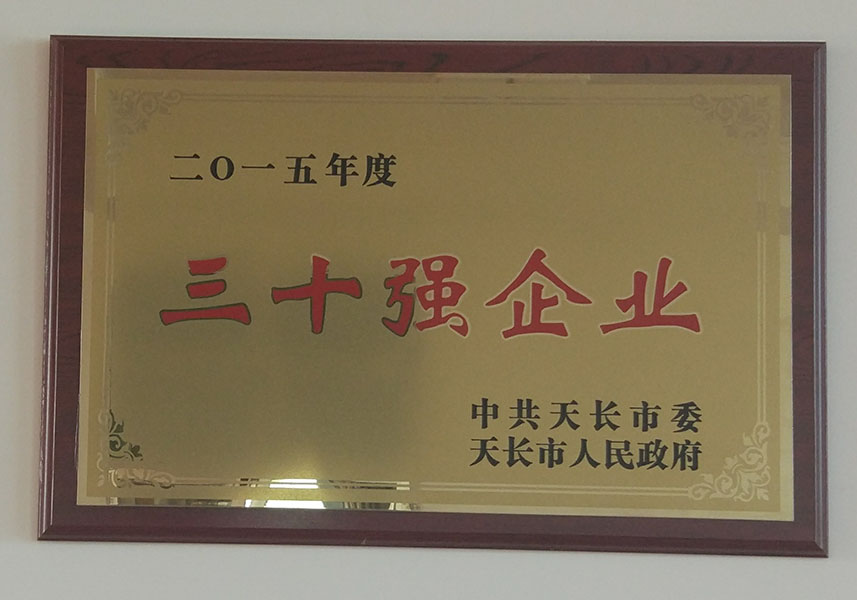 二〇一五年度
三十强企业
中共天长市委
天长市人民政府